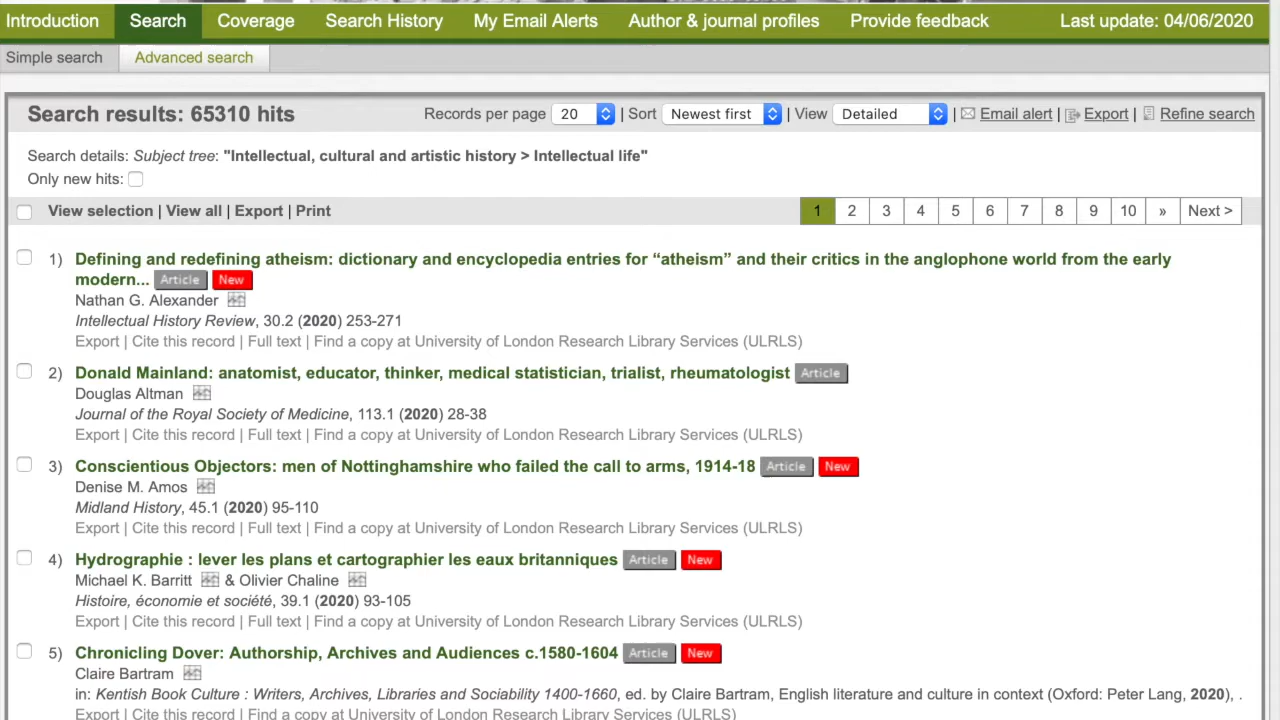 Introduction Search Coverage Search History My Email Alerts Author & journal profiles Provide feedback Last update: 04/06/2020
Simple search Advanced search
Search results: 65310 hits Records per page 20 | Sort Newest first | View Detailed | Email alert | Export | Refine search
Search details: Subject tree: "Intellectual, cultural and artistic history > Intellectual life"
Only new hits:
View selection | View all | Export | Print 1 2 3 4 5 6 7 8 9 10 » Next >
1) Defining and redefining atheism: dictionary and encyclopedia entries for “atheism” and their critics in the anglophone world from the early
modern... Article New
Nathan G. Alexander
Intellectual History Review, 30.2 (2020) 253-271
Export | Cite this record | Full text | Find a copy at University of London Research Library Services (ULRLS)
2) Donald Mainland: anatomist, educator, thinker, medical statistician, trialist, rheumatologist Article
Douglas Altman
Journal of the Royal Society of Medicine, 113.1 (2020) 28-38
Export | Cite this record | Full text | Find a copy at University of London Research Library Services (ULRLS)
3) Conscientious Objectors: men of Nottinghamshire who failed the call to arms, 1914-18 Article New
Denise M. Amos
Midland History, 45.1 (2020) 95-110
Export | Cite this record | Full text | Find a copy at University of London Research Library Services (ULRLS)
4) Hydrographie : lever les plans et cartographier les eaux britanniques Article New
Michael K. Barritt & Olivier Chaline
Histoire, économie et société, 39.1 (2020) 93-105
Export | Cite this record | Full text | Find a copy at University of London Research Library Services (ULRLS)
5) Chronicling Dover: Authorship, Archives and Audiences c.1580-1604 Article New
Claire Bartram
in: Kentish Book Culture : Writers, Archives, Libraries and Sociability 1400-1660, ed. by Claire Bartram, English literature and culture in context (Oxford: Peter Lang, 2020), .
Export | Cite this record | Find a copy at University of London Research Library Services (ULRLS)